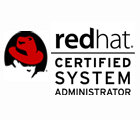 redhat.
CERTIFIED
SYSTEM
ADMINISTRATOR